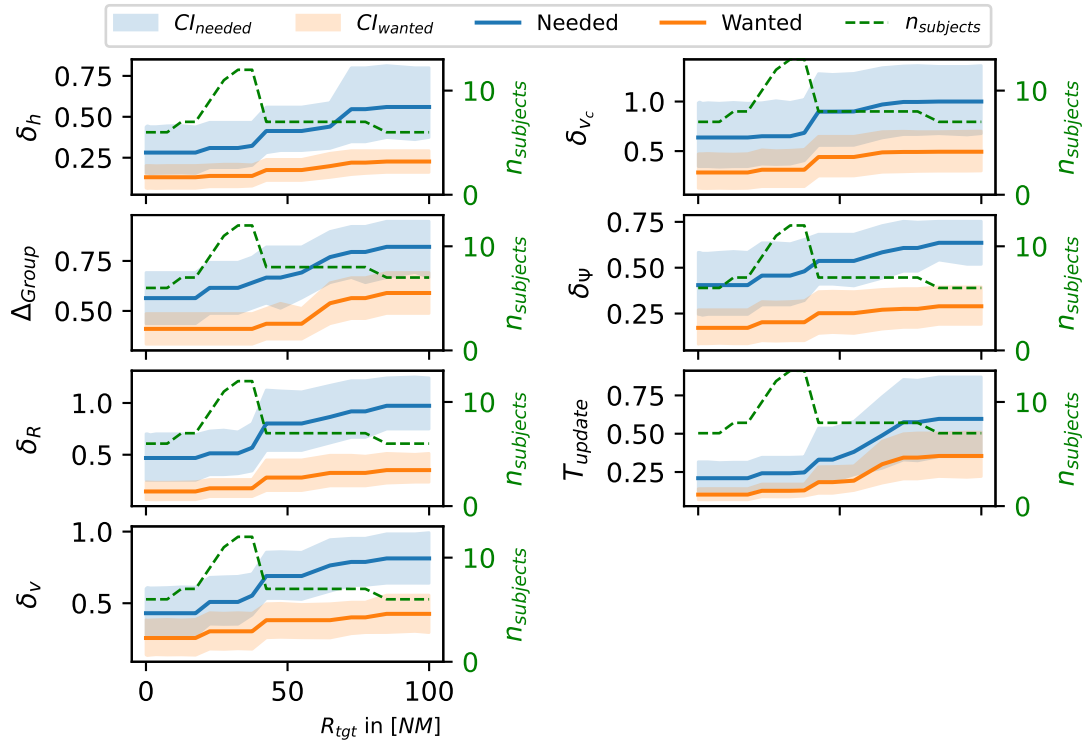 CI_needed CI_wanted Needed Wanted n_subjects
0.75
0.50
0.25
δ_h
10
0
n_subjects
1.0
0.5
δ_{v_c}
10
0
n_subjects
0.75
0.50
Δ_Group
10
0
n_subjects
0.75
0.50
0.25
δ_Ψ
10
0
n_subjects
1.0
0.5
δ_R
10
0
n_subjects
0.75
0.50
0.25
T_update
10
0
n_subjects
1.0
0.5
δ_v
10
0
n_subjects
0 50 100
R_tgt in [NM]